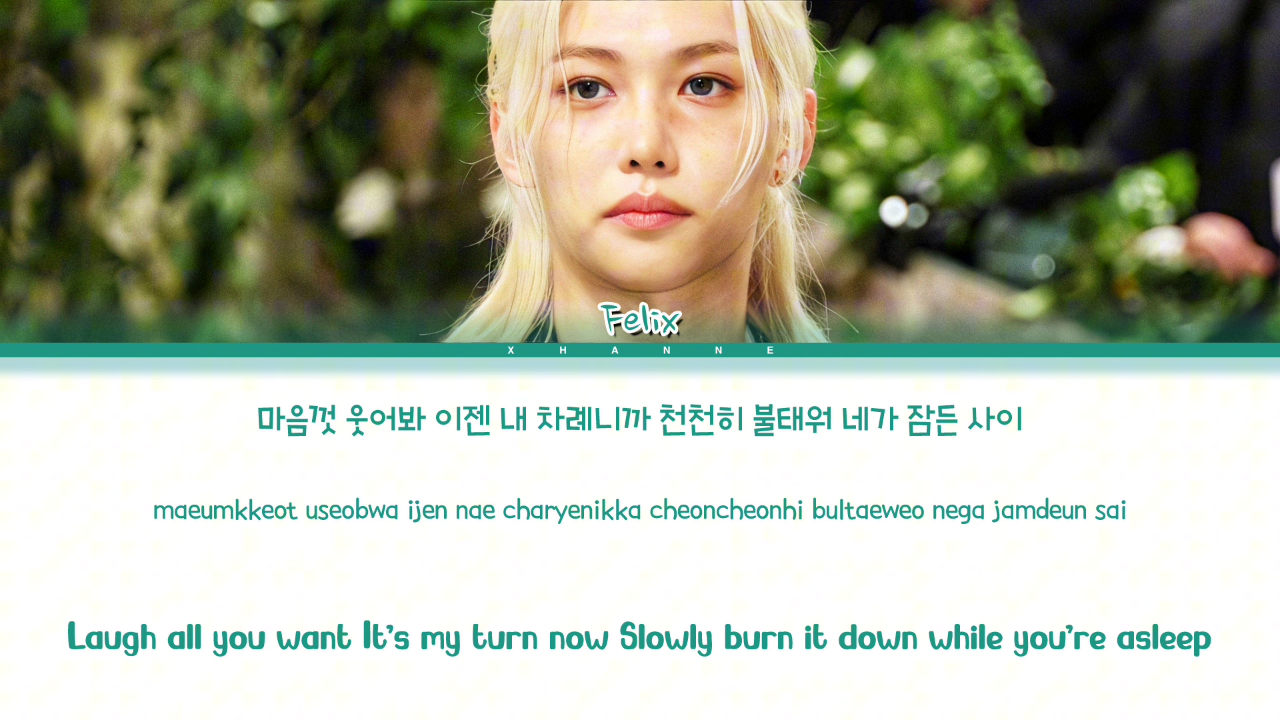 Felix
X H A N N E
마음껏 웃어봐 이젠 내 차례니까 천천히 불태워 네가 잠든 사이
maeumkkeot useobwa ijen nae charyenikka cheoncheonhi bultaeweo nega jamdeun sai
Laugh all you want It's my turn now Slowly burn it down while you're asleep